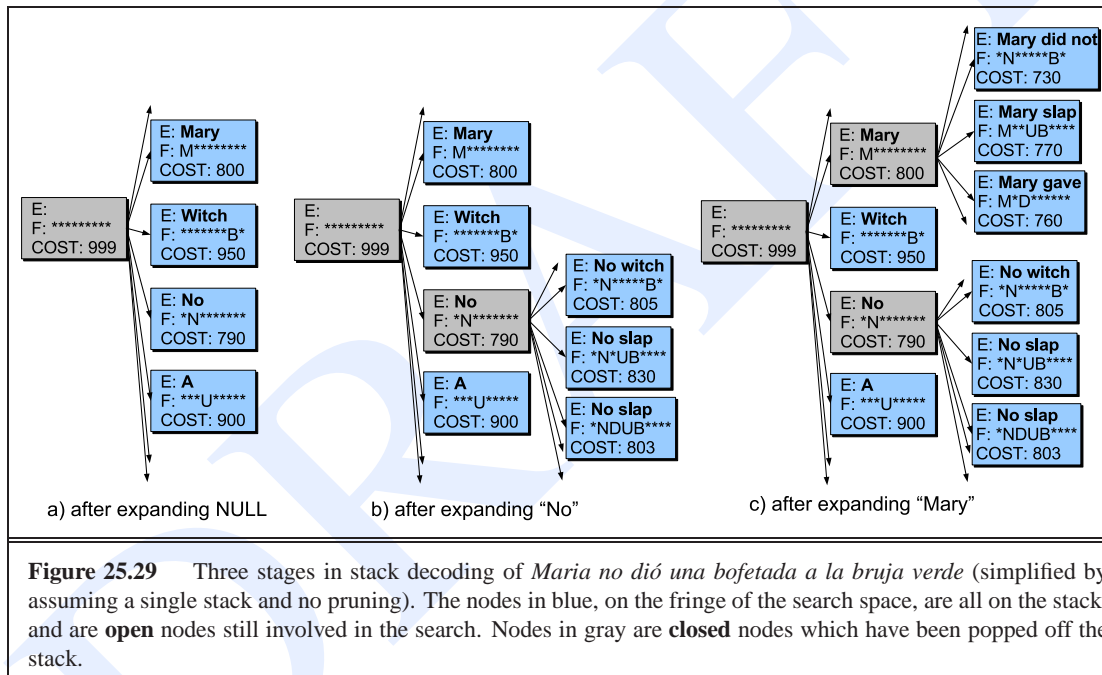 E:
F: *********
COST: 999
E: Mary
F: M********
COST: 800
E: Witch
F: *******B*
COST: 950
E: No
F: *N*******
COST: 790
E: A
F: ***U*****
COST: 900
a) after expanding NULL
E:
F: *********
COST: 999
E: Mary
F: M********
COST: 800
E: Witch
F: *******B*
COST: 950
E: No
F: *N*******
COST: 790
E: A
F: ***U*****
COST: 900
E: No witch
F: *N*****B*
COST: 805
E: No slap
F: *N*UB****
COST: 830
E: No slap
F: *NDUB****
COST: 803
b) after expanding “No”
E:
F: *********
COST: 999
E: Mary
F: M********
COST: 800
E: Witch
F: *******B*
COST: 950
E: No
F: *N*******
COST: 790
E: A
F: ***U*****
COST: 900
E: Mary did not
F: *N*****B*
COST: 730
E: Mary slap
F: M**UB****
COST: 770
E: Mary gave
F: M*D******
COST: 760
E: No witch
F: *N*****B*
COST: 805
E: No slap
F: *N*UB****
COST: 830
E: No slap
F: *NDUB****
COST: 803
c) after expanding “Mary”
Figure 25.29 Three stages in stack decoding of Maria no dió una bofetada a la bruja verde (simplified by
assuming a single stack and no pruning). The nodes in blue, on the fringe of the search space, are all on the stack
and are open nodes still involved in the search. Nodes in gray are closed nodes which have been popped off the
stack.